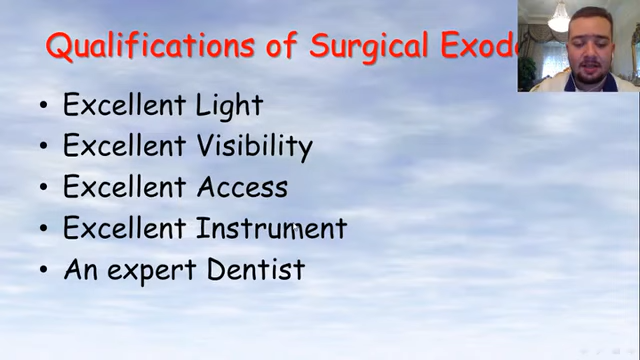 Qualifications of Surgical
• Excellent Light
• Excellent Visibility
• Excellent Access
• Excellent Instrument
• An expert Dentist